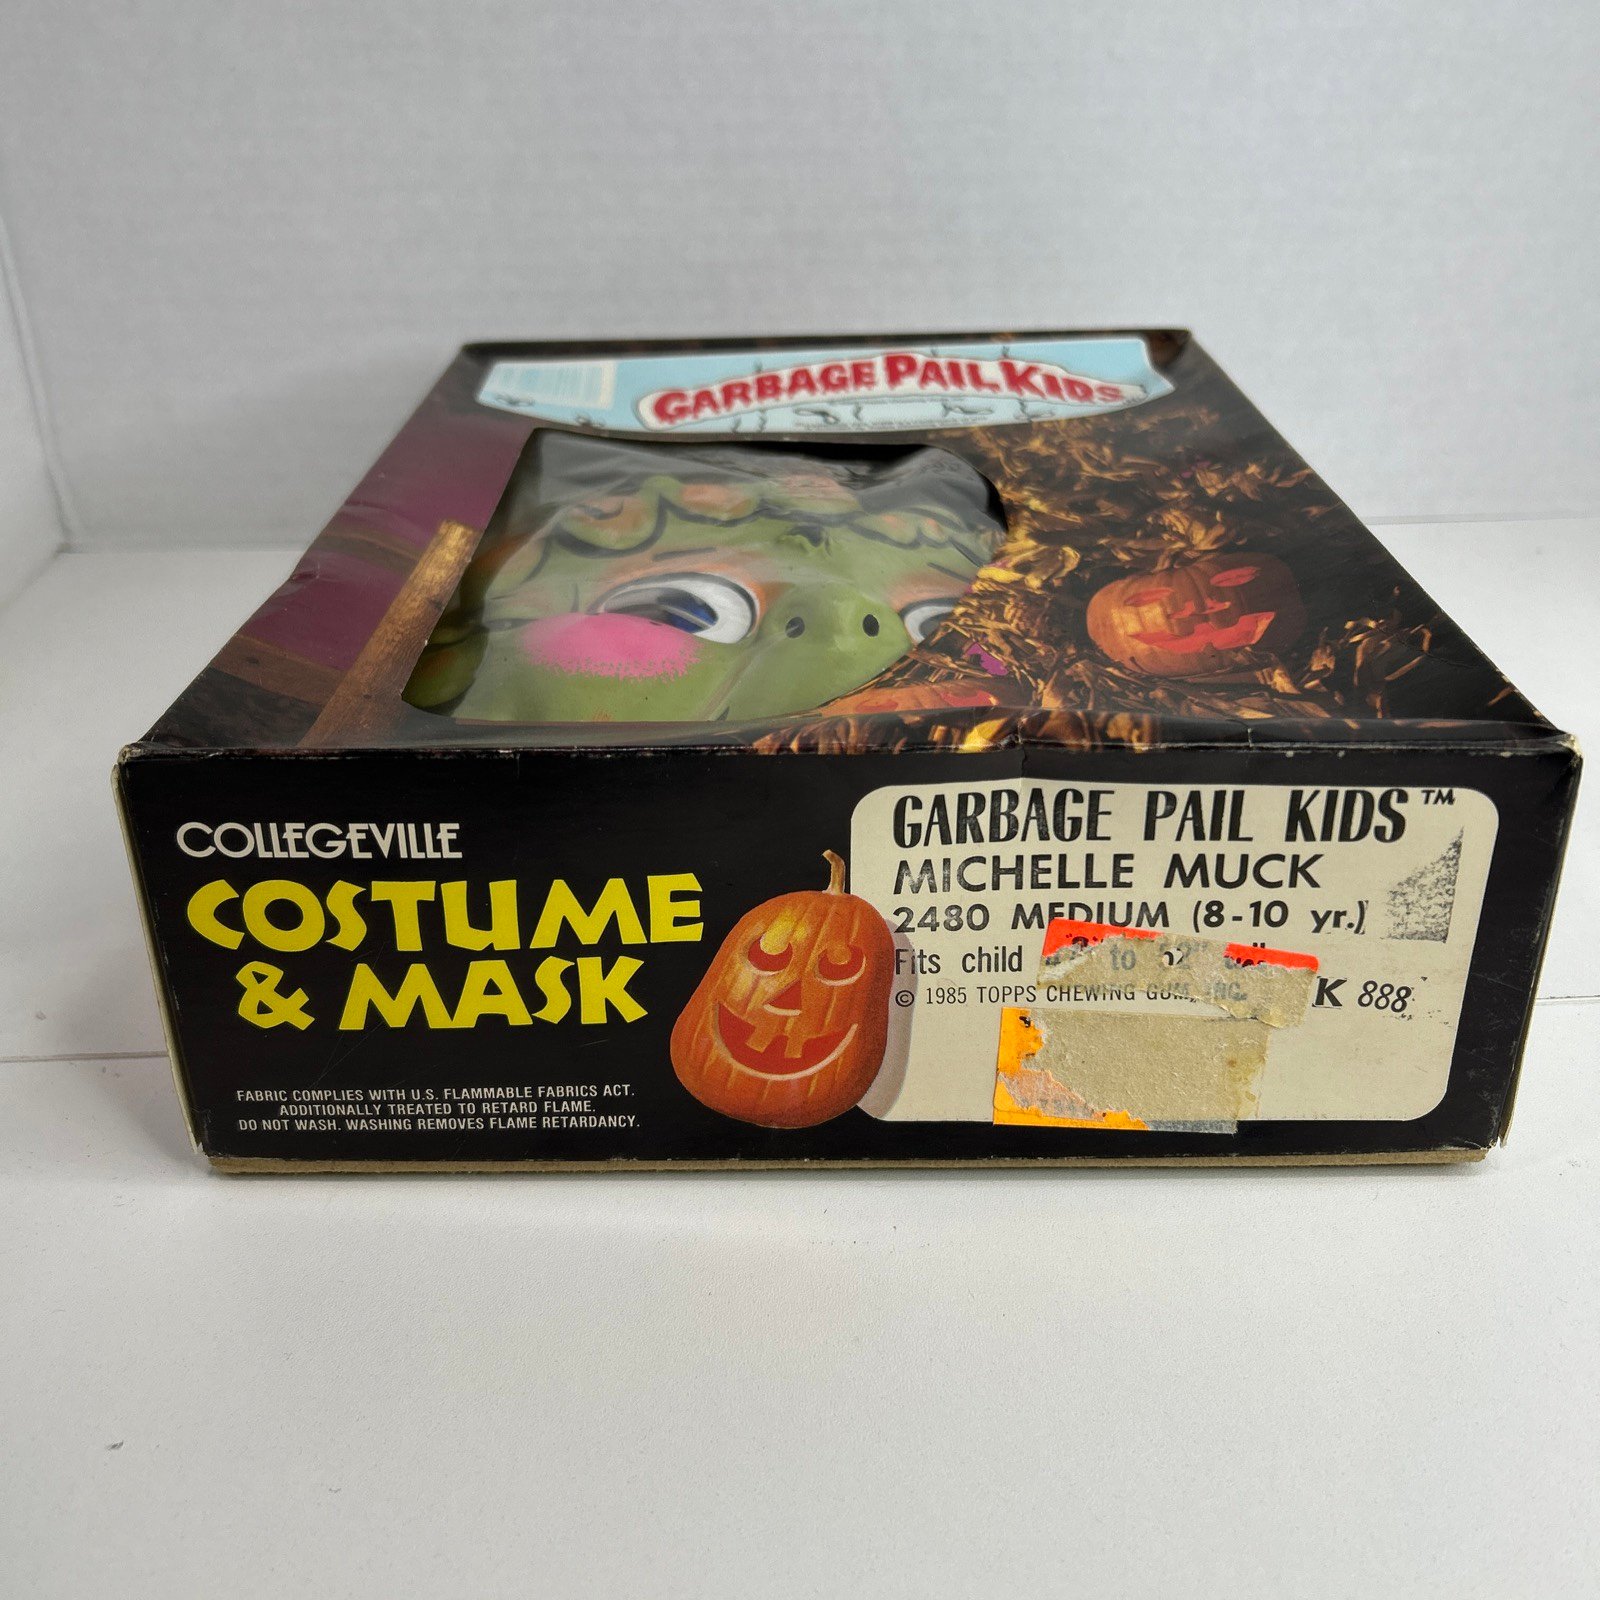 GARBAGE PAIL KIDS
COLLEGEVILLE
COSTUME
& MASK
FABRIC COMPLIES WITH U.S. FLAMMABLE FABRICS ACT.
ADDITIONALLY TREATED TO RETARD FLAME.
DO NOT WASH. WASHING REMOVES FLAME RETARDANCY.
GARBAGE PAIL KIDS™
MICHELLE MUCK
2480 MEDIUM (8-10 yr.)
Fits child to 52"
© 1985 TOPPS CHEWING GUM, INC. K 888